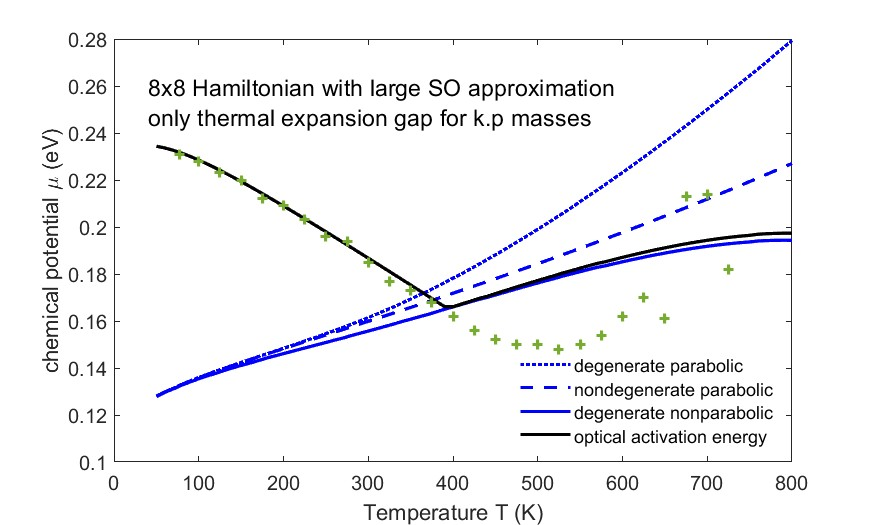 0.28
0.26
0.24
0.22
0.2
0.18
0.16
0.14
0.12
0.1
chemical potential μ (eV)
8x8 Hamiltonian with large SO approximation
only thermal expansion gap for k.p masses
degenerate parabolic
nondegenerate parabolic
degenerate nonparabolic
optical activation energy
0 100 200 300 400 500 600 700 800
Temperature T (K)